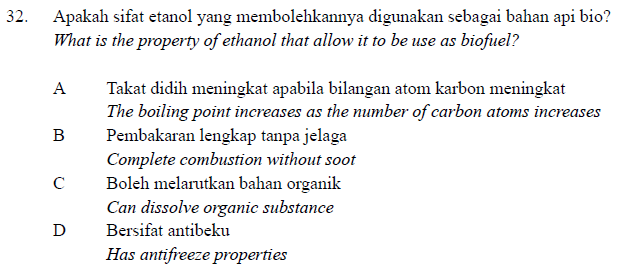 32. Apakah sifat etanol yang membolehkannya digunakan sebagai bahan api bio?
What is the property of ethanol that allow it to be use as biofuel?
A Takat didih meningkat apabila bilangan atom karbon meningkat
The boiling point increases as the number of carbon atoms increases
B Pembakaran lengkap tanpa jelaga
Complete combustion without soot
C Boleh melarutkan bahan organik
Can dissolve organic substance
D Bersifat antibeku
Has antifreeze properties